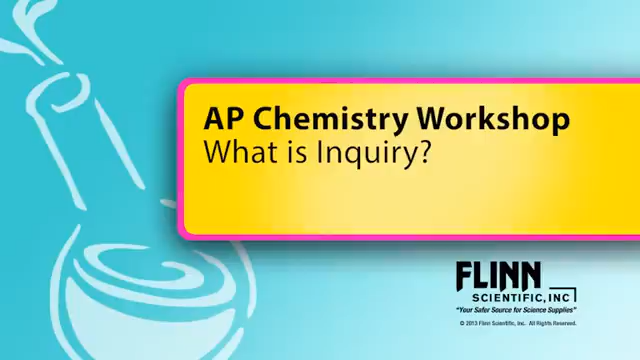 AP Chemistry Workshop
What is Inquiry?
FLINN
SCIENTIFIC, INC
"Your Safer Source for Science Supplies"
© 2013 Flinn Scientific, Inc. All Rights Reserved.